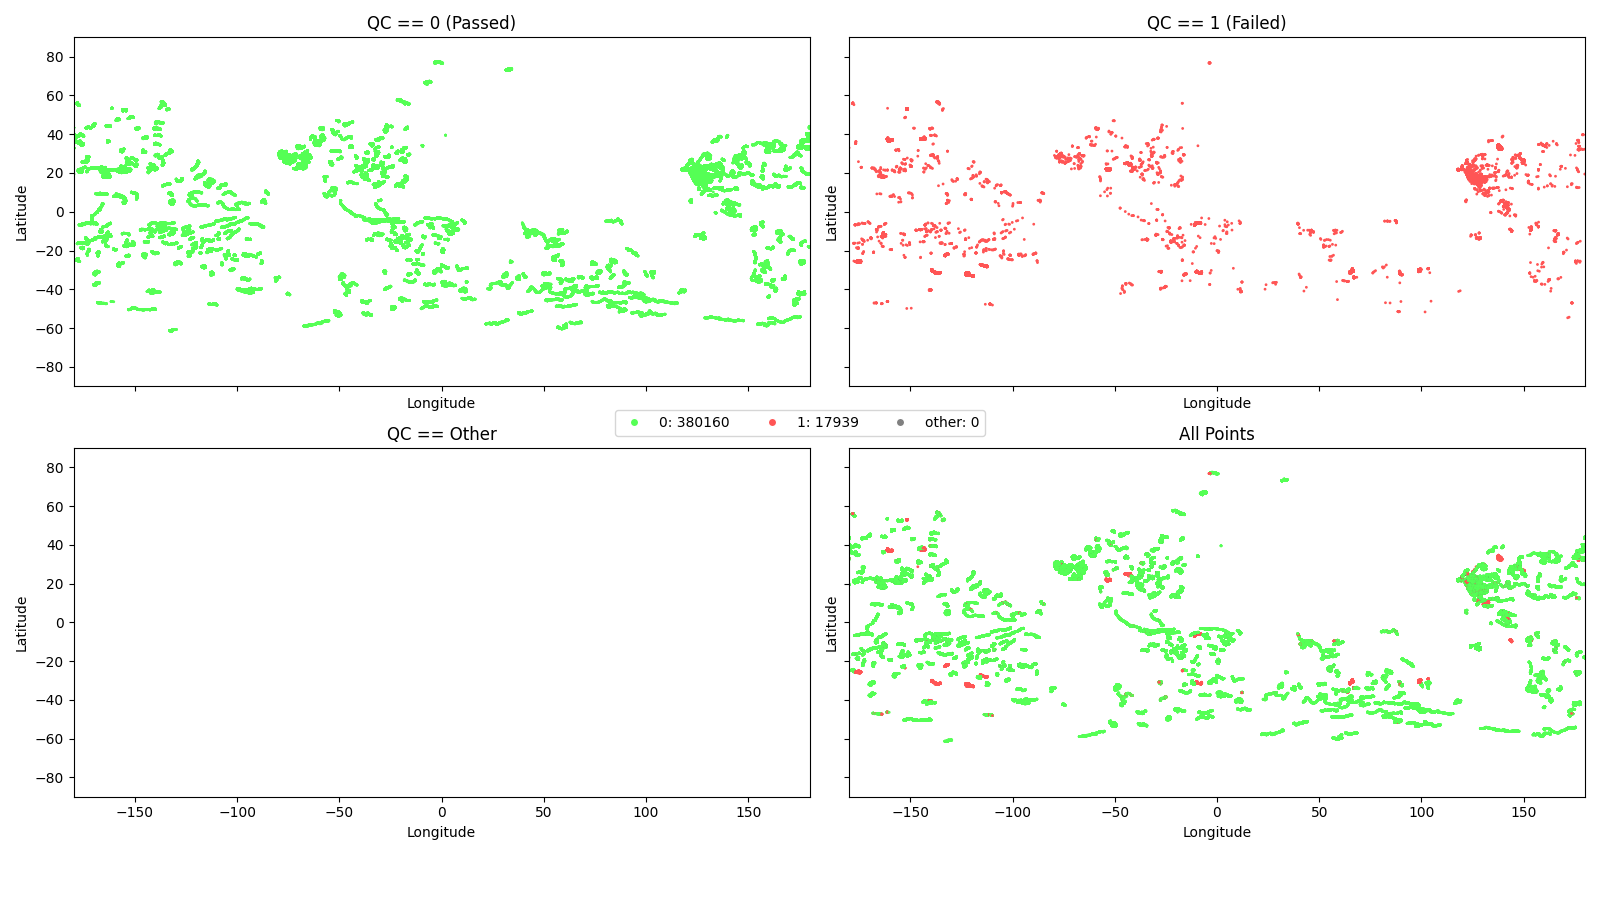 QC == 0 (Passed)
80
60
40
20
0
−20
−40
−60
−80
Latitude
Longitude
QC == 1 (Failed)
Latitude
Longitude
0: 380160 1: 17939 other: 0
QC == Other
80
60
40
20
0
−20
−40
−60
−80
Latitude
−150 −100 −50 0 50 100 150
Longitude
All Points
Latitude
−150 −100 −50 0 50 100 150
Longitude